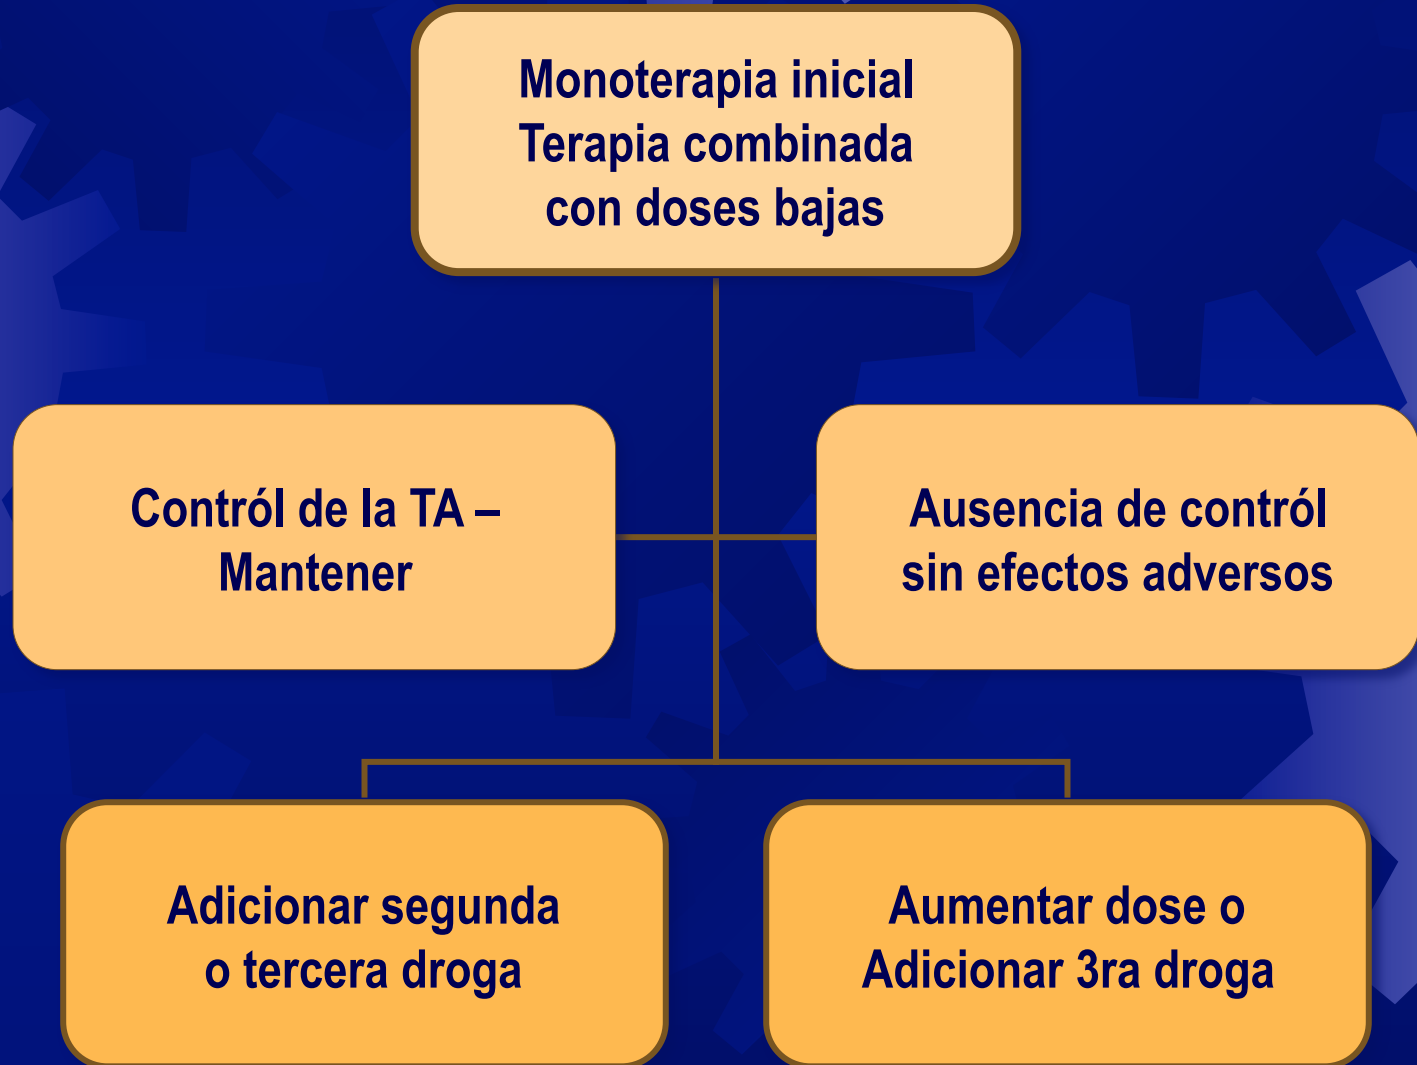 Monoterapia inicial
Terapia combinada
con doses bajas
Contról de la TA –
Mantener
Ausencia de contról
sin efectos adversos
Adicionar segunda
o tercera droga
Aumentar dose o
Adicionar 3ra droga